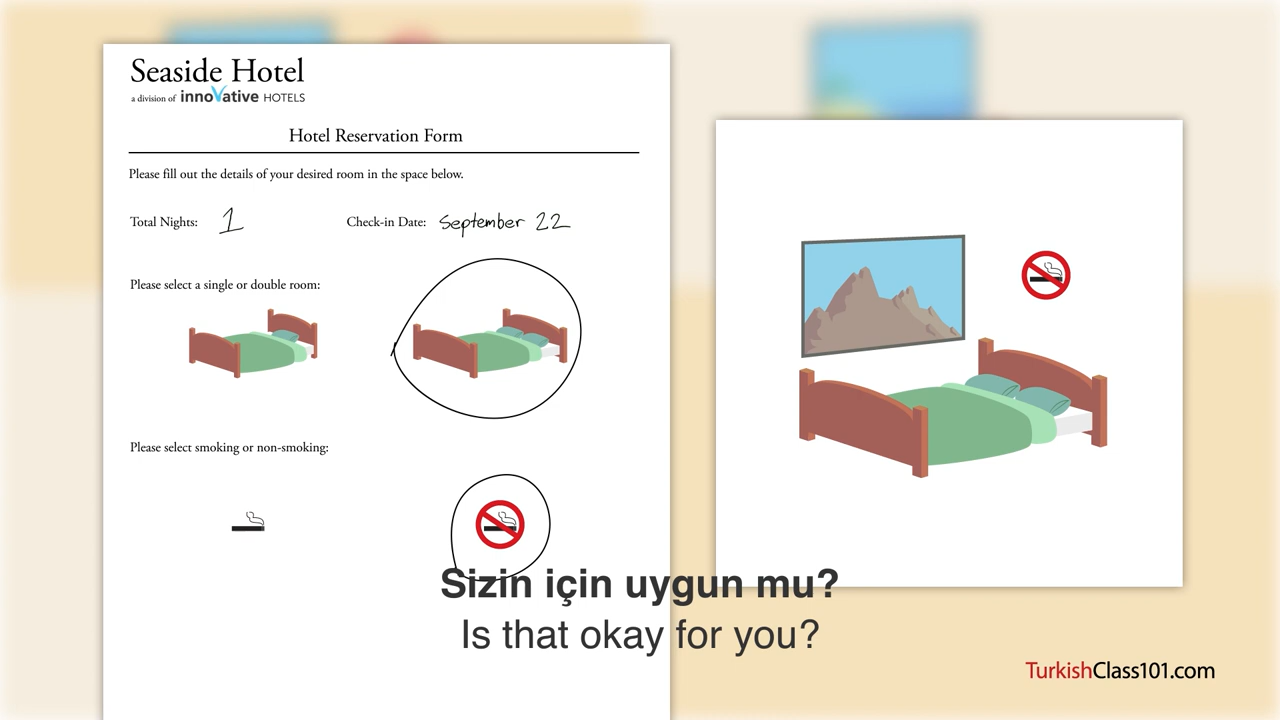 Seaside Hotel
a division of innoVative HOTELS
Hotel Reservation Form
Please fill out the details of your desired room in the space below.
Total Nights: 1 Check-in Date: September 22
Please select a single or double room:
Please select smoking or non-smoking:
Sizin için uygun mu?
Is that okay for you?
TurkishClass101.com